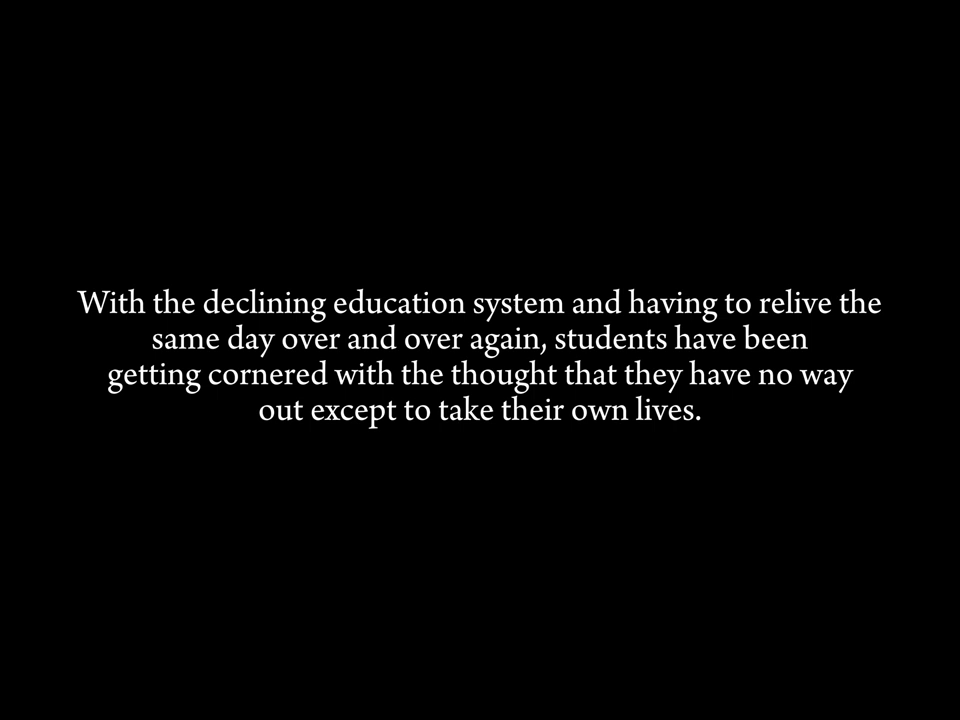 With the declining education system and having to relive the
same day over and over again, students have been
getting cornered with the thought that they have no way
out except to take their own lives.